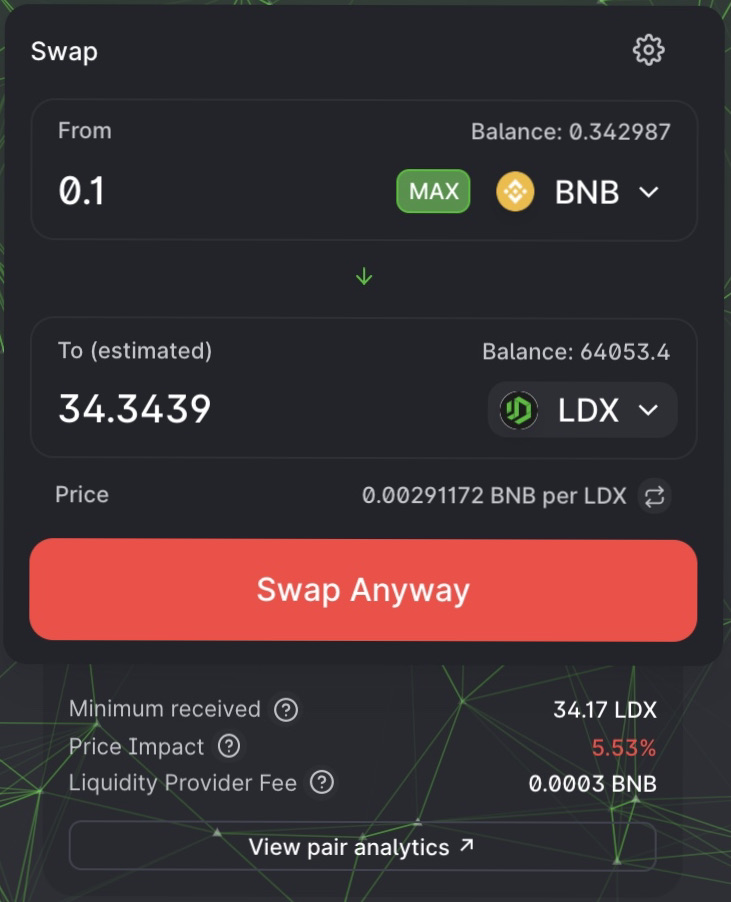 Swap
From Balance: 0.342987
0.1 MAX BNB
To (estimated) Balance: 64053.4
34.3439 LDX
Price 0.00291172 BNB per LDX
Swap Anyway
Minimum received ? 34.17 LDX
Price Impact ? 5.53%
Liquidity Provider Fee ? 0.0003 BNB
View pair analytics ↗